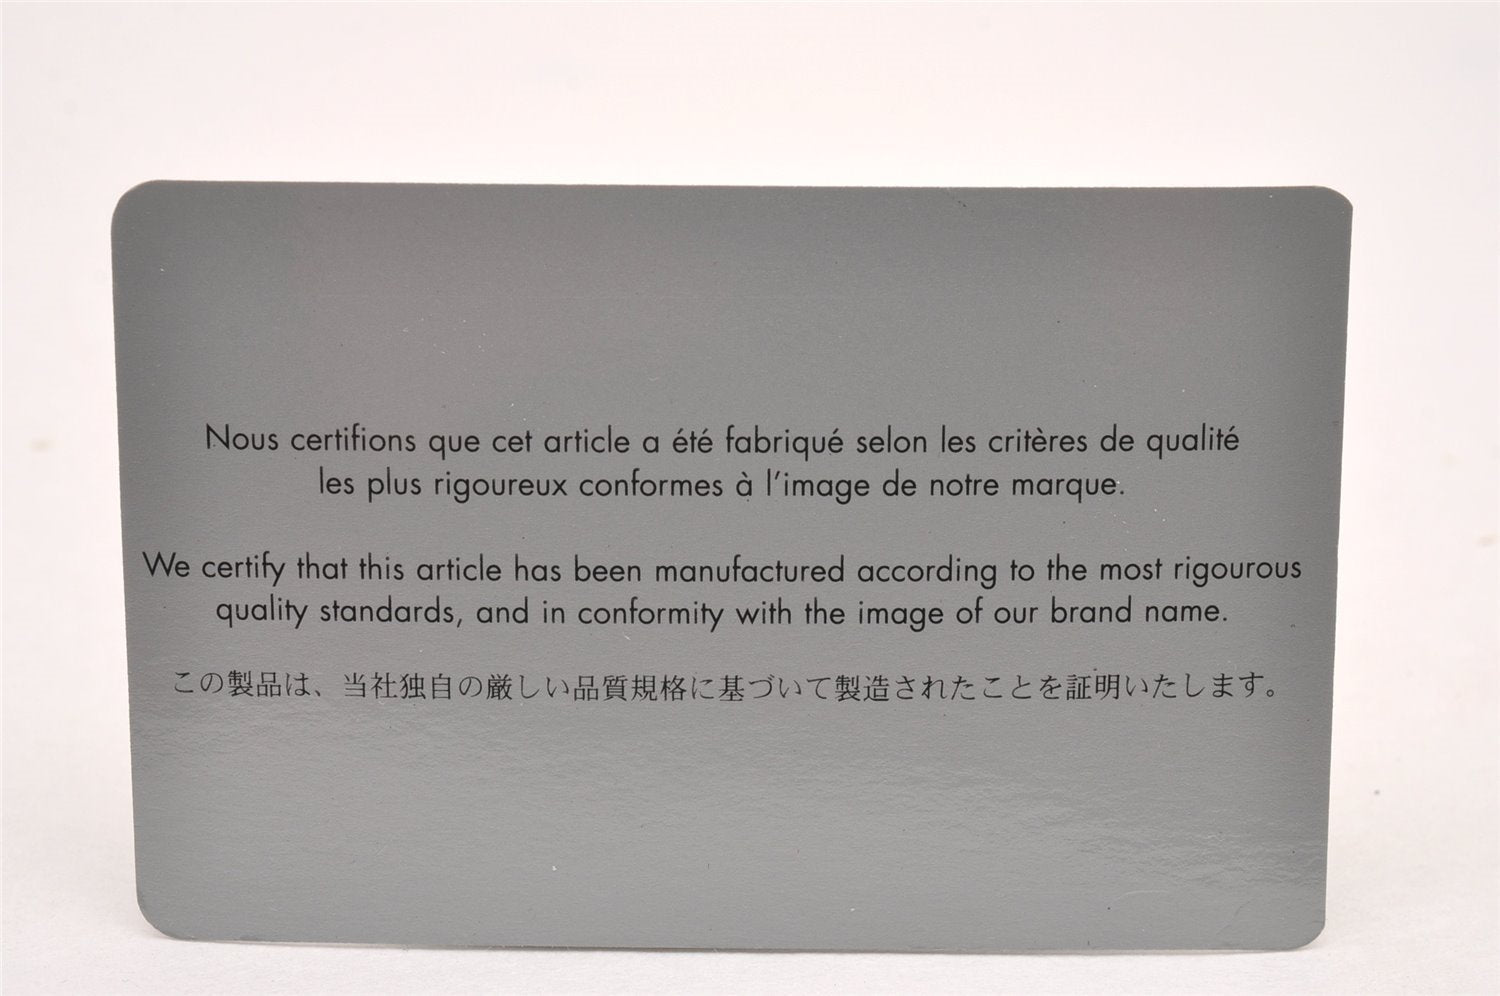 Nous certifions que cet article a été fabriqué selon les critères de qualité
les plus rigoureux conformes à l'image de notre marque.
We certify that this article has been manufactured according to the most rigourous
quality standards, and in conformity with the image of our brand name.
この製品は、当社独自の厳しい品質規格に基づいて製造されたことを証明いたします。